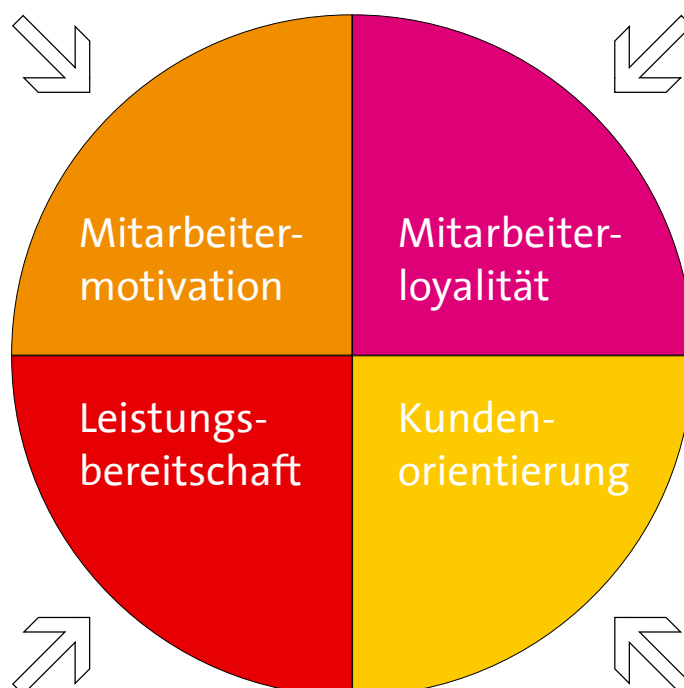 Mitarbeiter-
motivation
Mitarbeiter-
loyalität
Leistungs-
bereitschaft
Kunden-
orientierung